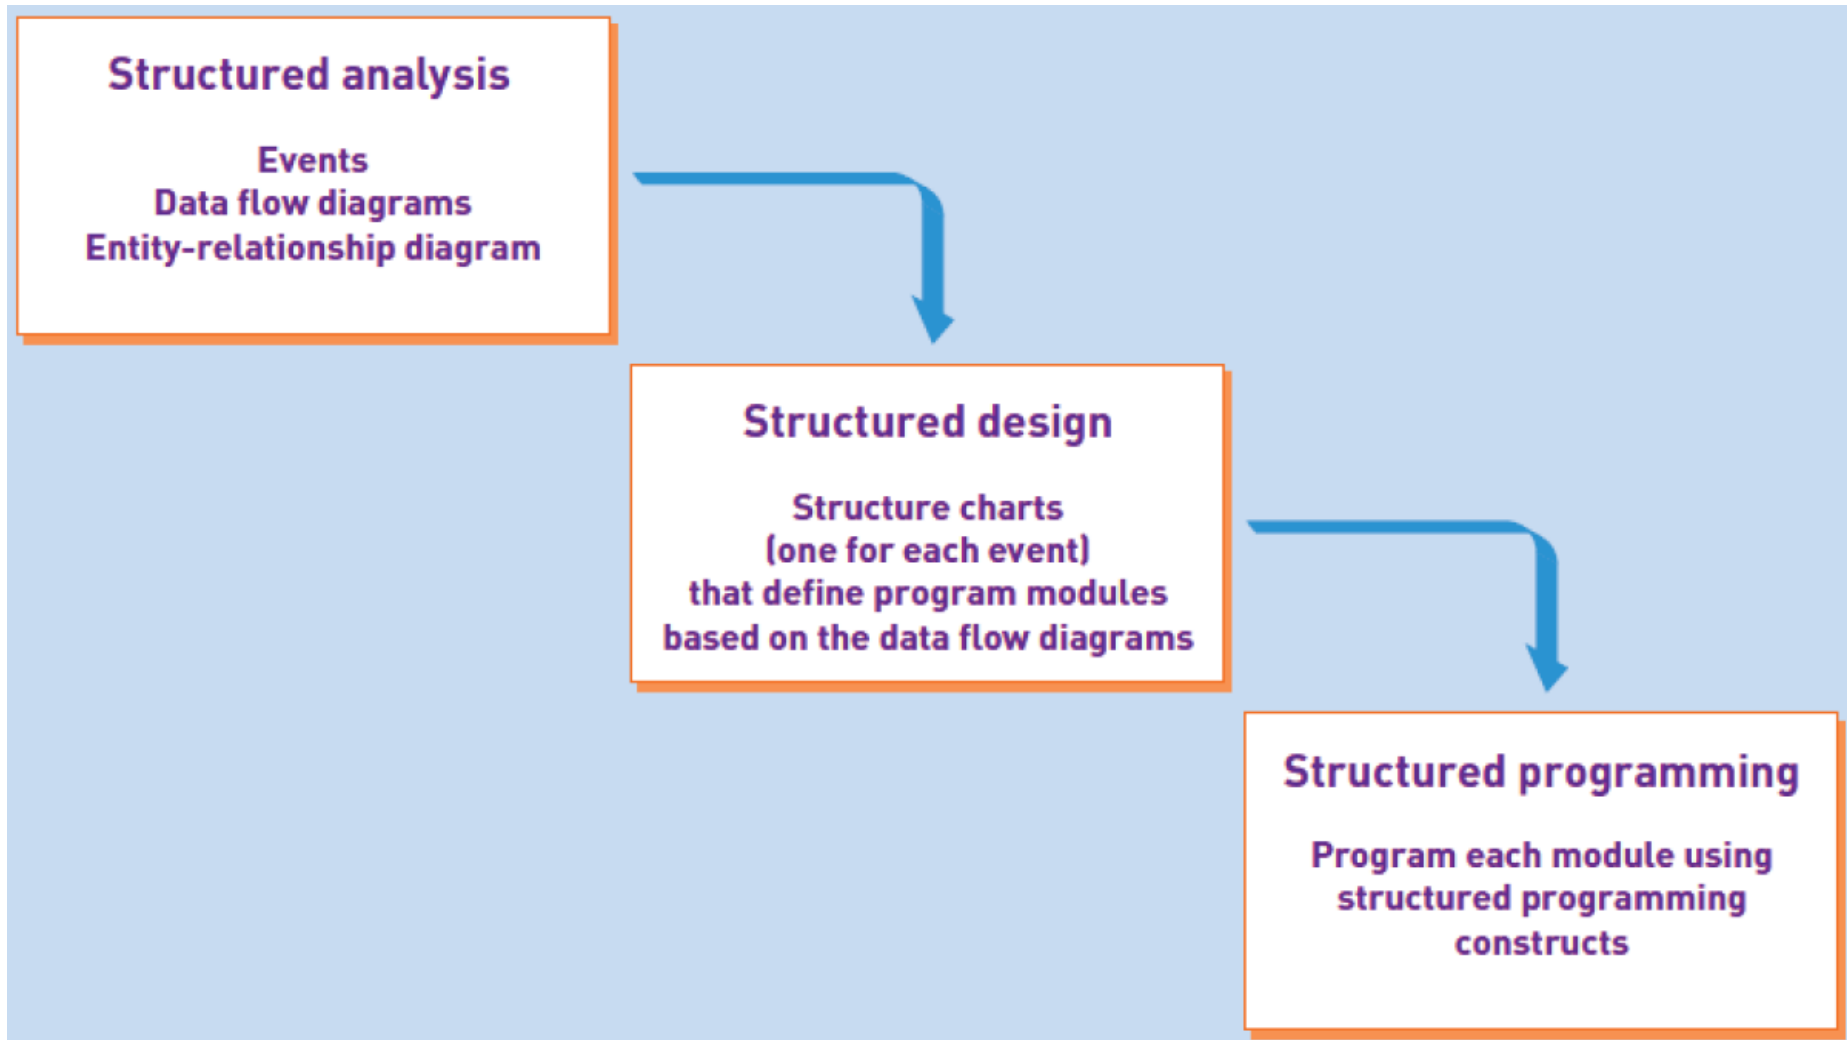 Structured analysis
Events
Data flow diagrams
Entity-relationship diagram
Structured design
Structure charts
(one for each event)
that define program modules
based on the data flow diagrams
Structured programming
Program each module using
structured programming
constructs